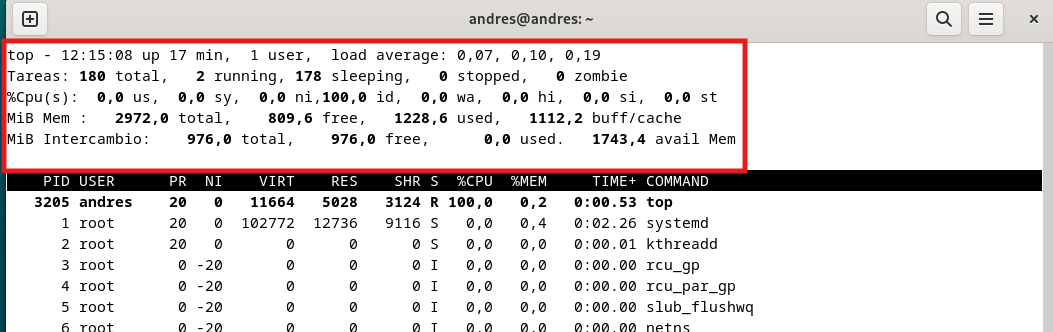 andres@andres: ~
top - 12:15:08 up 17 min,  1 user,  load average: 0,07, 0,10, 0,19
Tareas: 180 total,   2 running, 178 sleeping,   0 stopped,   0 zombie
%Cpu(s):  0,0 us,  0,0 sy,  0,0 ni,100,0 id,  0,0 wa,  0,0 hi,  0,0 si,  0,0 st
MiB Mem :   2972,0 total,    809,6 free,   1228,6 used,   1112,2 buff/cache
MiB Intercambio:    976,0 total,    976,0 free,      0,0 used.   1743,4 avail Mem
PID USER      PR  NI    VIRT    RES    SHR S  %CPU  %MEM     TIME+ COMMAND
3205 andres    20   0   11664   5028   3124 R 100,0   0,2   0:00.53 top
1 root      20   0  102772  12736   9116 S   0,0   0,4   0:02.26 systemd
2 root      20   0       0      0      0 S   0,0   0,0   0:00.01 kthreadd
3 root       0 -20       0      0      0 I   0,0   0,0   0:00.00 rcu_gp
4 root       0 -20       0      0      0 I   0,0   0,0   0:00.00 rcu_par_gp
5 root       0 -20       0      0      0 I   0,0   0,0   0:00.00 slub_flushwq
6 root       0 -20       0      0      0 I   0,0   0,0   0:00.00 netns